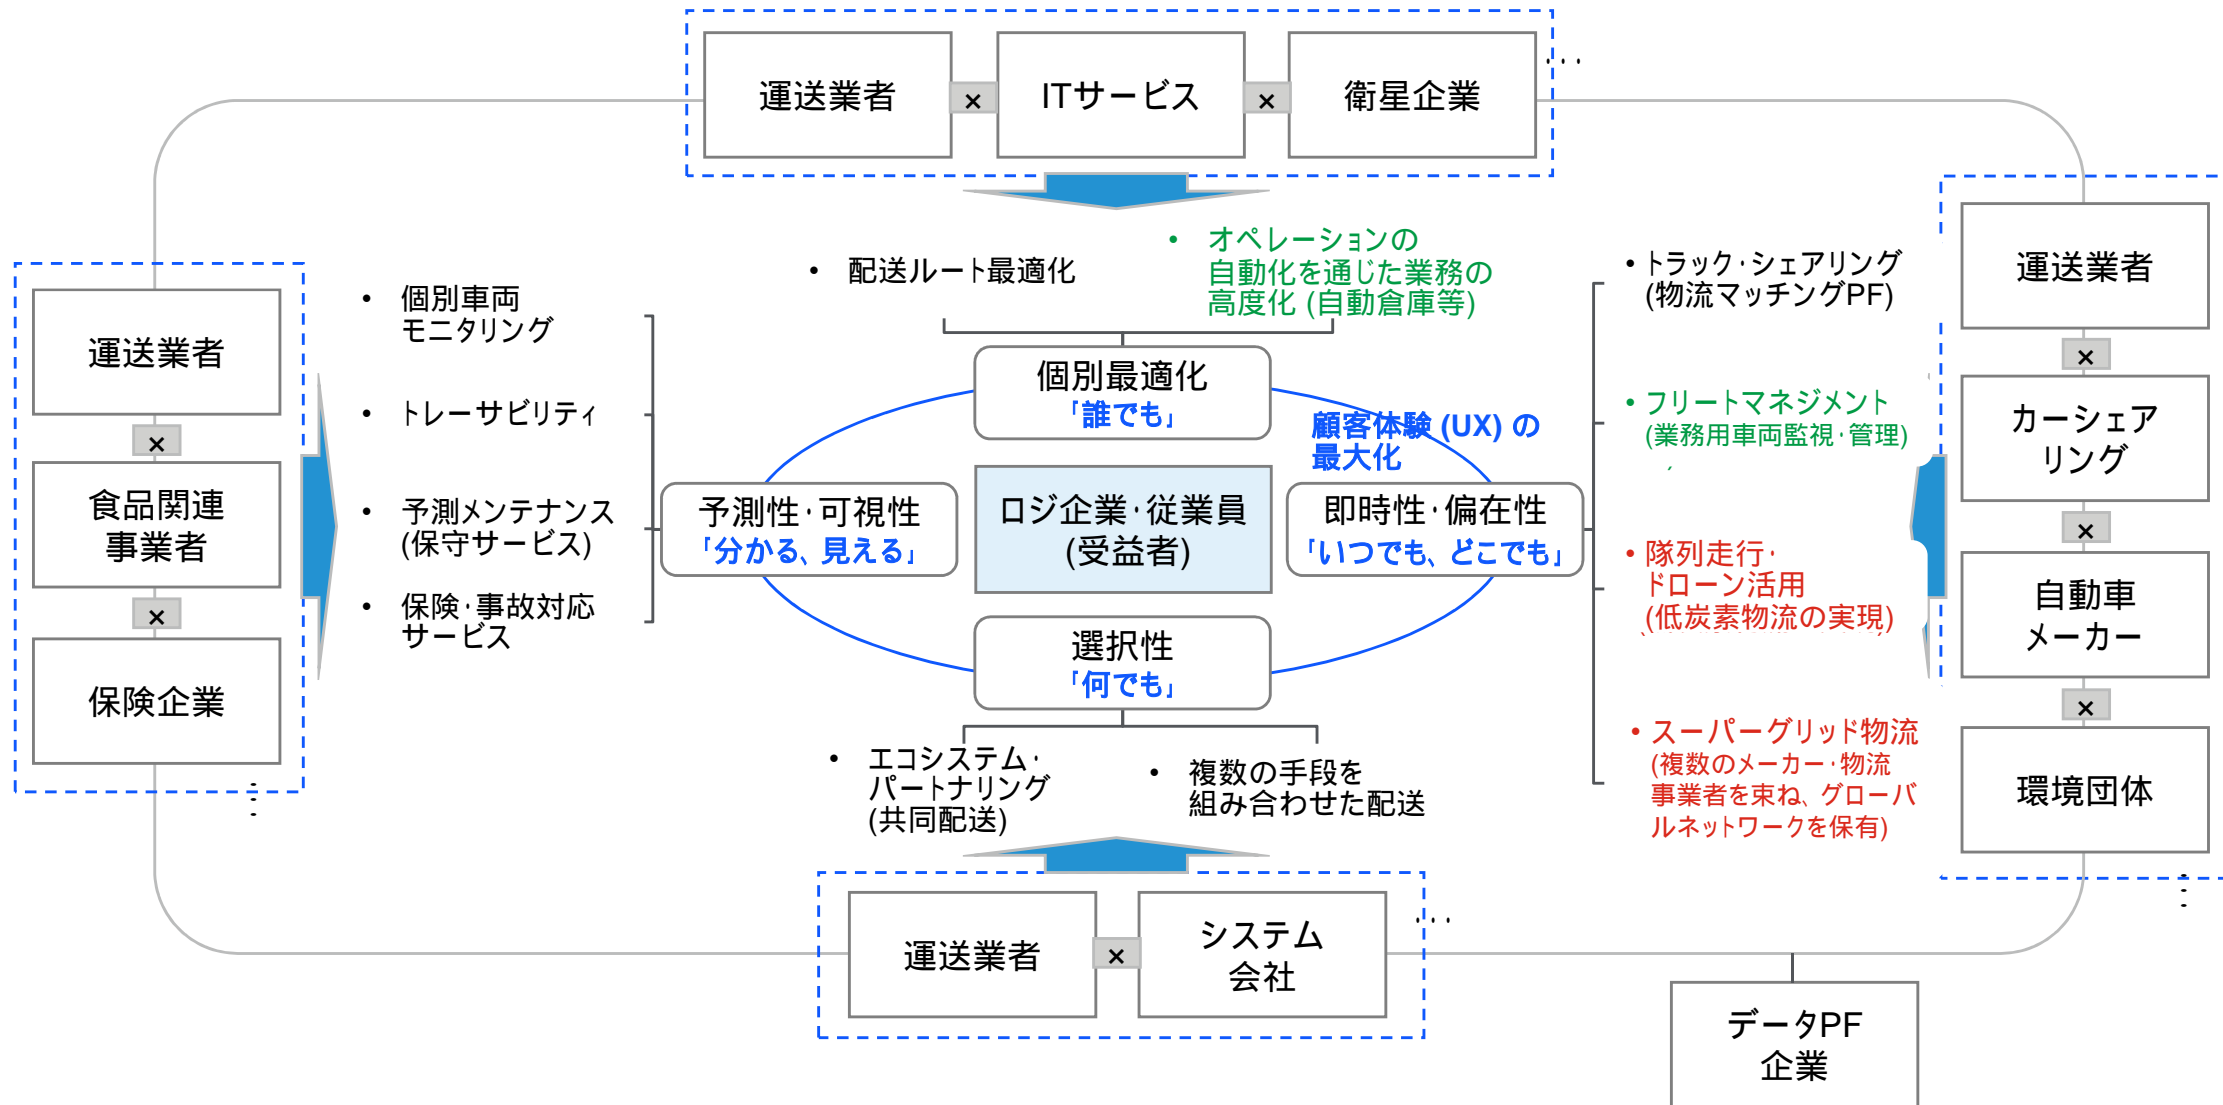 運送業者
×
ITサービス
×
衛星企業
...
• 配送ルート最適化
• オペレーションの
自動化を通じた業務の
高度化 (自動倉庫等)
運送業者
×
食品関連
事業者
×
保険企業
...
• 個別車両
モニタリング
• トレーサビリティ
• 予測メンテナンス
(保守サービス)
• 保険・事故対応
サービス
個別最適化
「誰でも」
顧客体験 (UX) の
最大化
予測性・可視性
「分かる、見える」
ロジ企業・従業員
(受益者)
即時性・偏在性
「いつでも、どこでも」
選択性
「何でも」
• エコシステム・
パートナリング
(共同配送)
• 複数の手段を
組み合わせた配送
• トラック・シェアリング
(物流マッチングPF)
• フリートマネジメント
(業務用車両監視・管理)
• 隊列走行・
ドローン活用
(低炭素物流の実現)
• スーパーグリッド物流
(複数のメーカー・物流
事業者を束ね、グローバ
ルネットワークを保有)
運送業者
×
カーシェア
リング
×
自動車
メーカー
×
環境団体
...
運送業者
×
システム
会社
...
データPF
企業